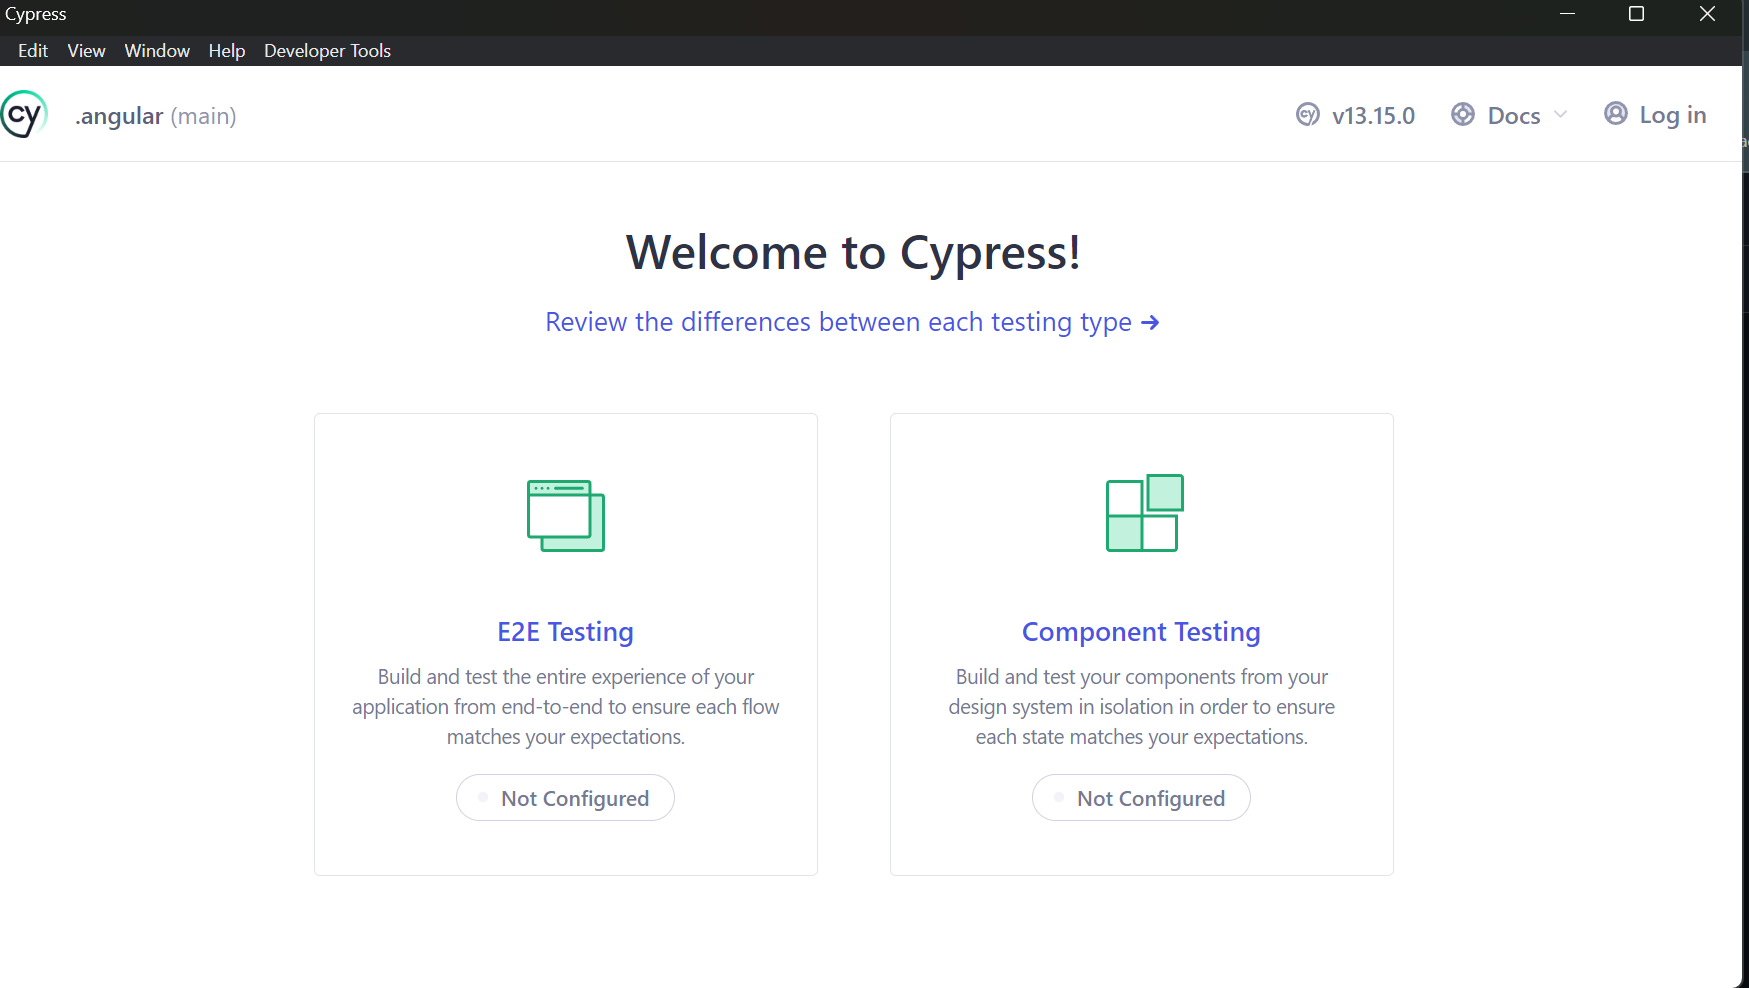 Cypress
Edit View Window Help Developer Tools
cy .angular (main) cy v13.15.0 Docs Log in
Welcome to Cypress!
Review the differences between each testing type →
E2E Testing
Build and test the entire experience of your
application from end-to-end to ensure each flow
matches your expectations.
Not Configured
Component Testing
Build and test your components from your
design system in isolation in order to ensure
each state matches your expectations.
Not Configured